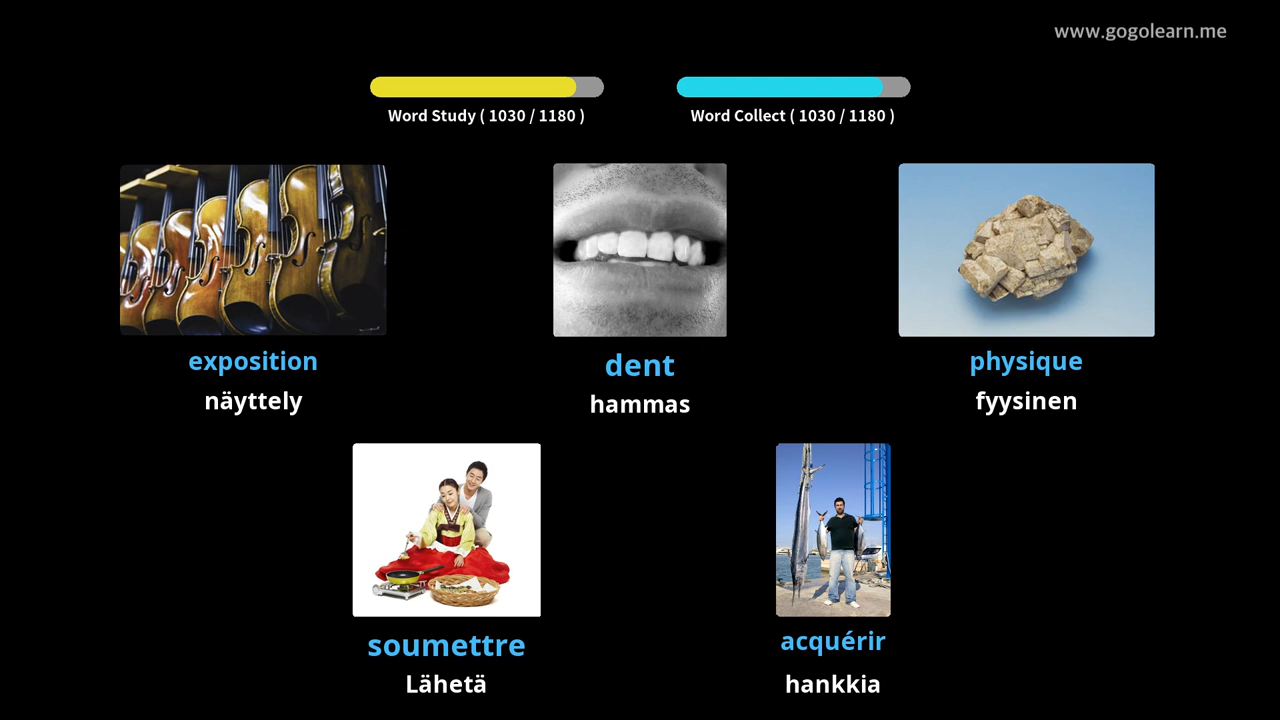 www.gogolearn.me
Word Study ( 1030 / 1180 )
Word Collect ( 1030 / 1180 )
exposition
näyttely
dent
hammas
physique
fyysinen
soumettre
Lähetä
acquérir
hankkia